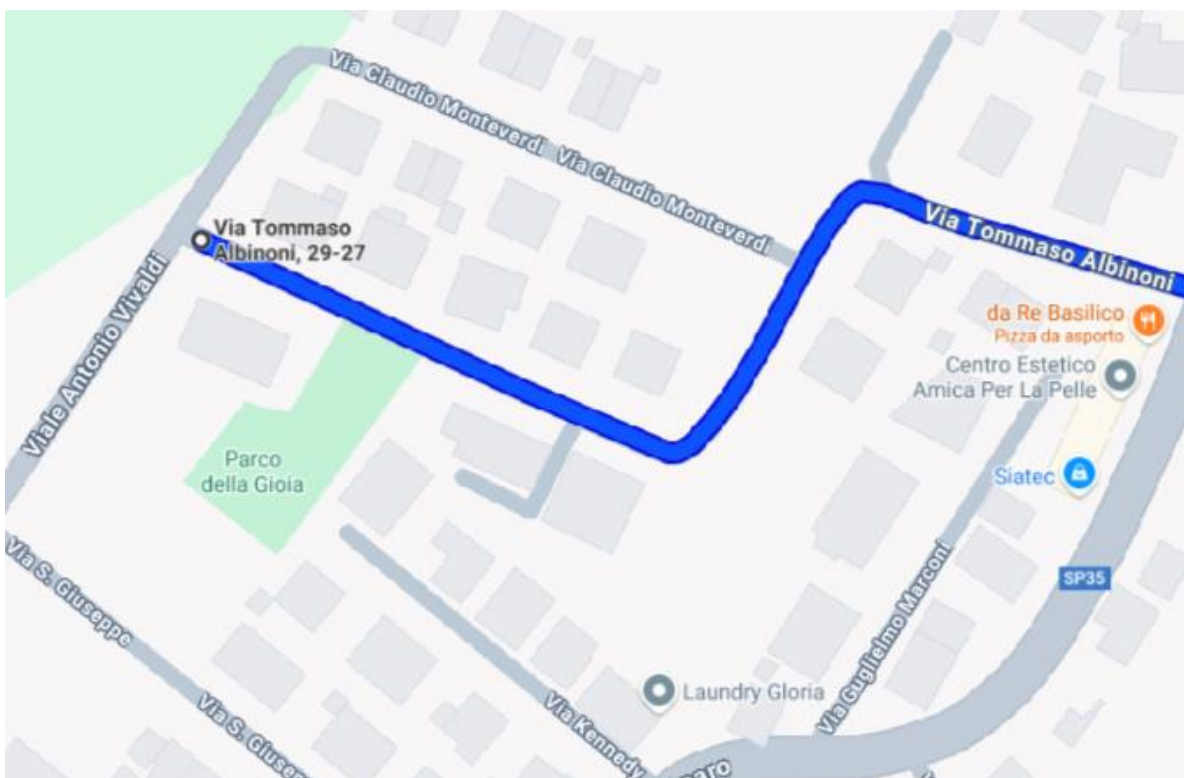 Via Claudio Monteverdi
Via Claudio Monteverdi
Via Tommaso
Albinoni, 29-27
Via Tommaso Albinoni
Viale Antonio Vivaldi
da Re Basilico
Pizza da asporto
Centro Estetico
Amica Per La Pelle
Parco
della Gioia
Siatec
Via S. Giuseppe
SP35
Via Guglielmo Marconi
Laundry Gloria
Via S. Giusepp
Via Kennedy